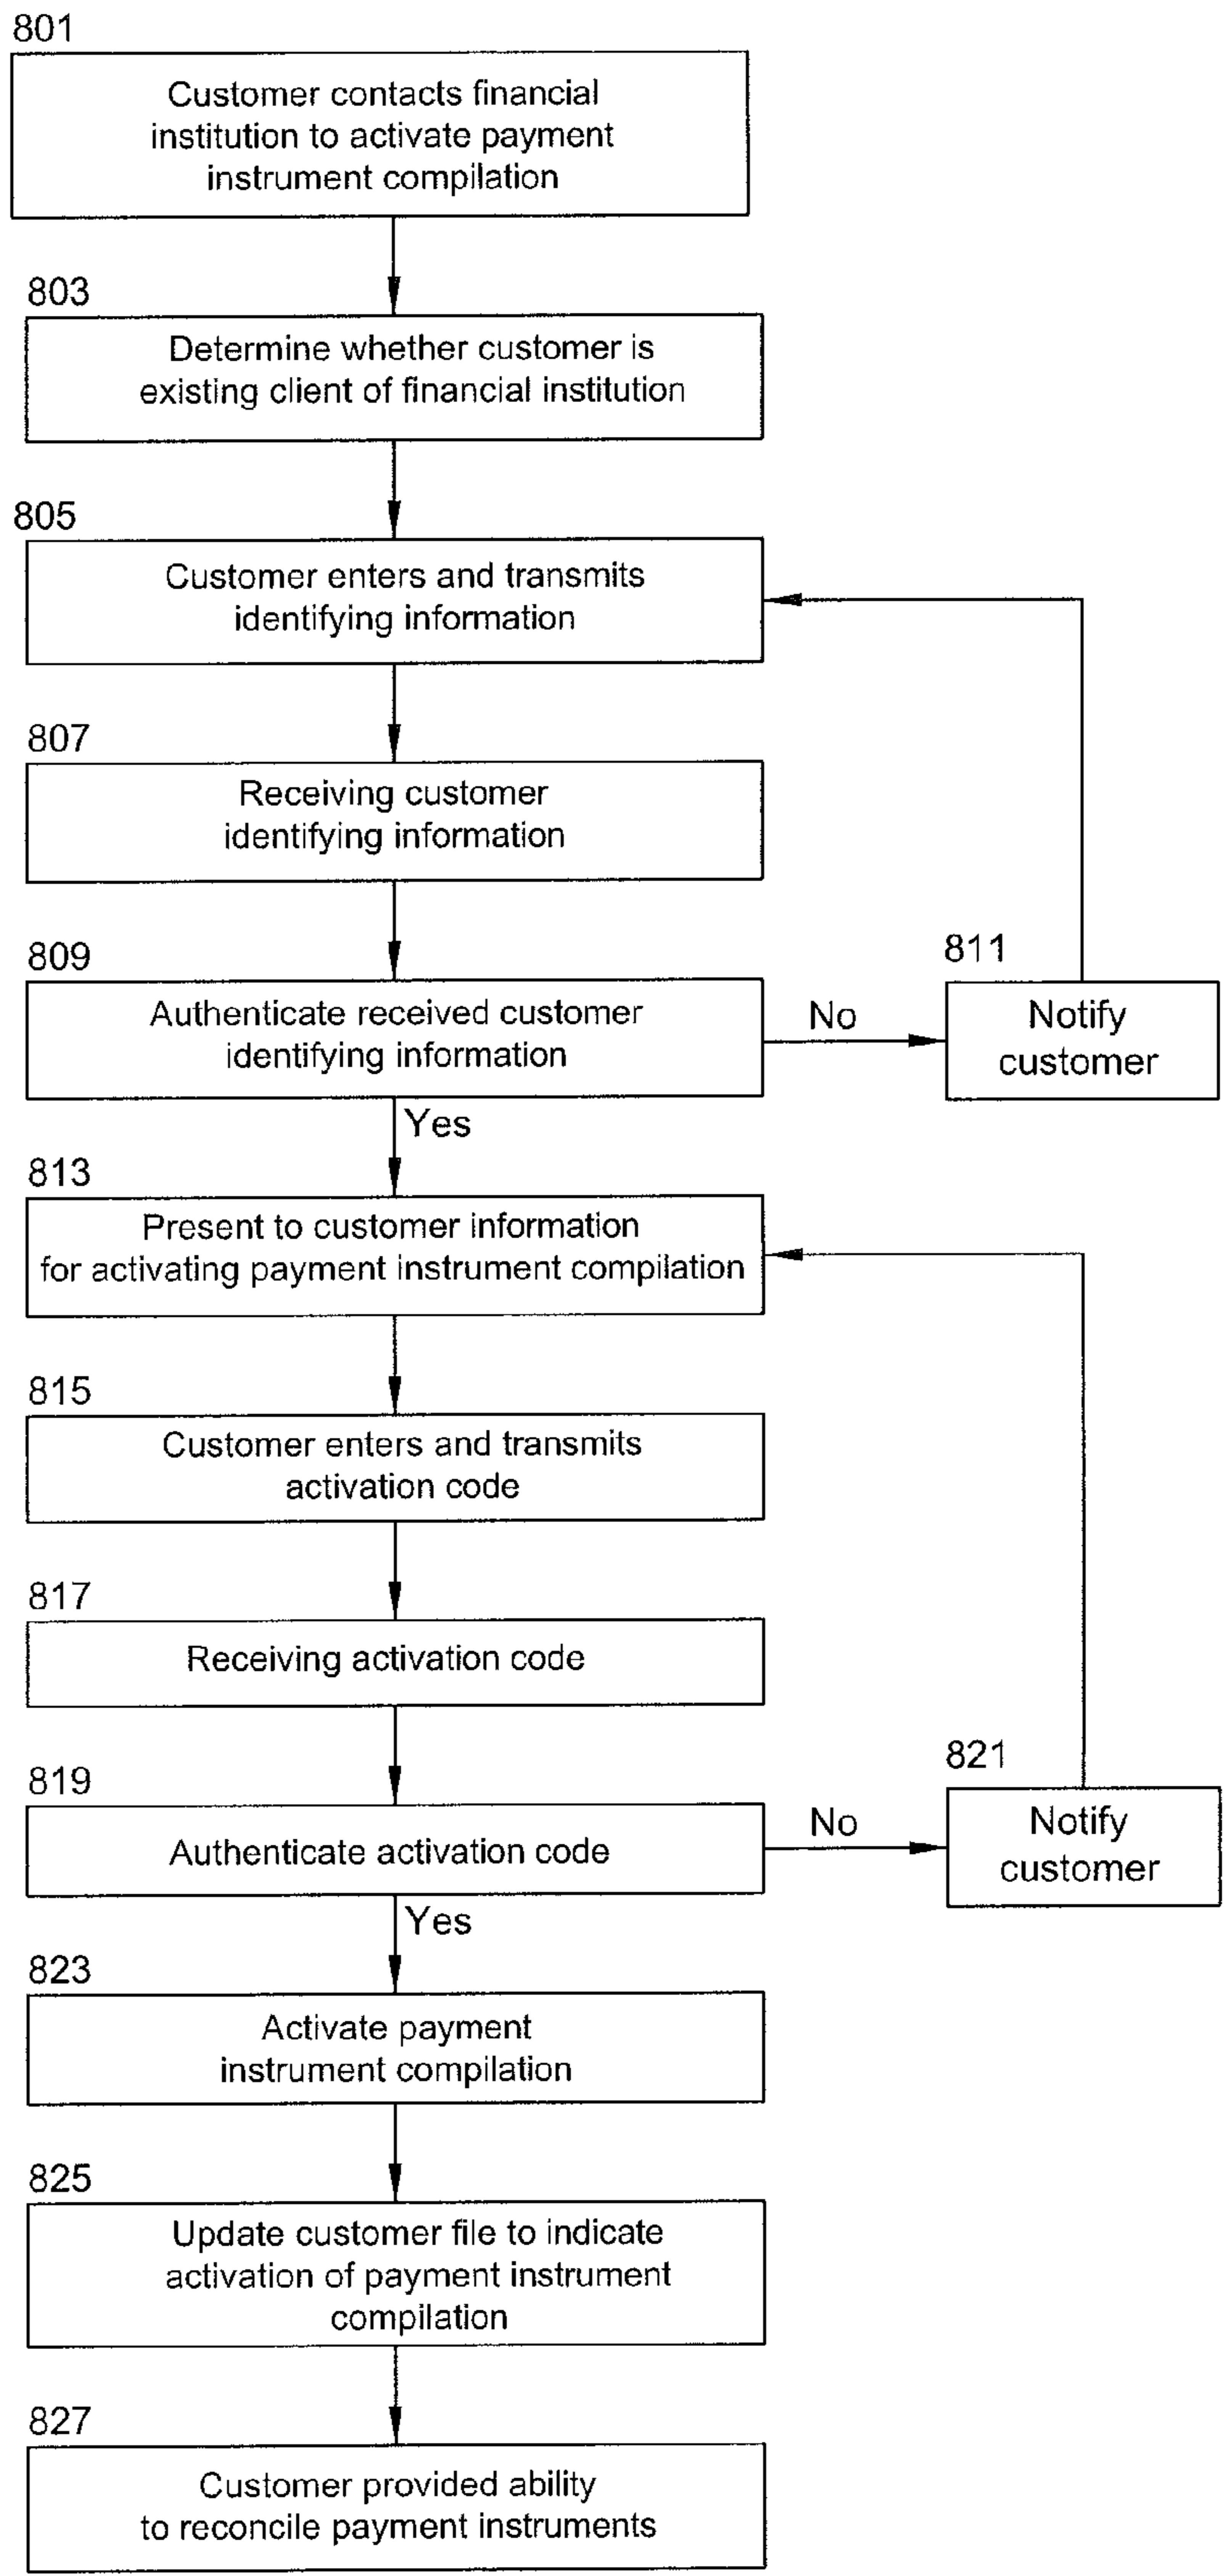 801
Customer contacts financial
institution to activate payment
instrument compilation
803
Determine whether customer is
existing client of financial institution
805
Customer enters and transmits
identifying information
807
Receiving customer
identifying information
809
Authenticate received customer
identifying information
No
811
Notify
customer
Yes
813
Present to customer information
for activating payment instrument compilation
815
Customer enters and transmits
activation code
817
Receiving activation code
819
Authenticate activation code
No
821
Notify
customer
Yes
823
Activate payment
instrument compilation
825
Update customer file to indicate
activation of payment instrument
compilation
827
Customer provided ability
to reconcile payment instruments